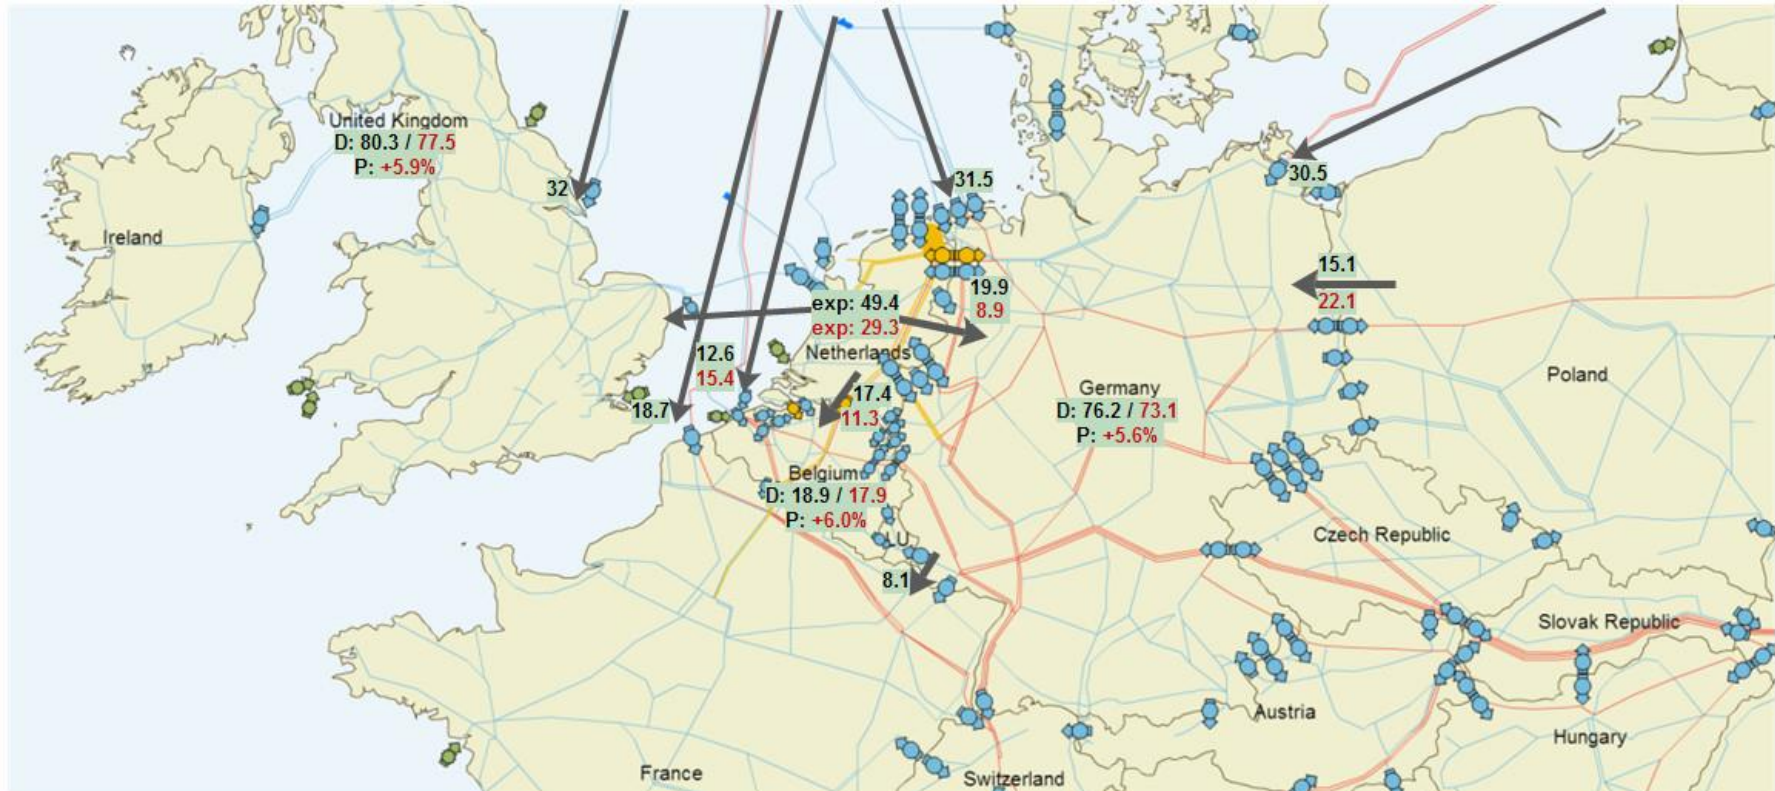 United Kingdom
D: 80.3 / 77.5
P: +5.9%
32
31.5
30.5
Ireland
15.1
22.1
19.9
8.9
exp: 49.4
exp: 29.3
Netherlands
12.6
15.4
18.7
17.4
11.3
Germany
D: 76.2 / 73.1
P: +5.6%
Poland
Belgium
D: 18.9 / 17.9
P: +6.0%
LU
8.1
Czech Republic
Slovak Republic
Austria
Hungary
France
Switzerland